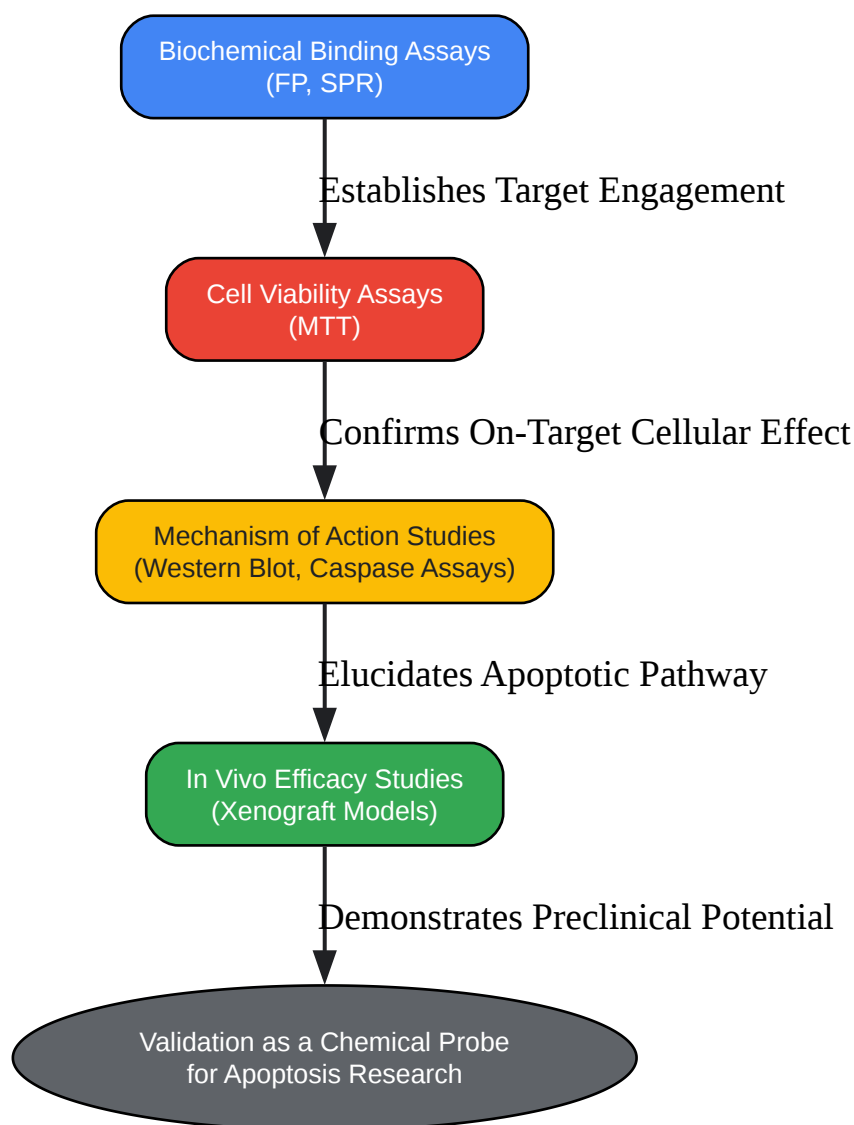 Biochemical Binding Assays
(FP, SPR)
Establishes Target Engagement
Cell Viability Assays
(MTT)
Confirms On-Target Cellular Effect
Mechanism of Action Studies
(Western Blot, Caspase Assays)
Elucidates Apoptotic Pathway
In Vivo Efficacy Studies
(Xenograft Models)
Demonstrates Preclinical Potential
Validation as a Chemical Probe
for Apoptosis Research